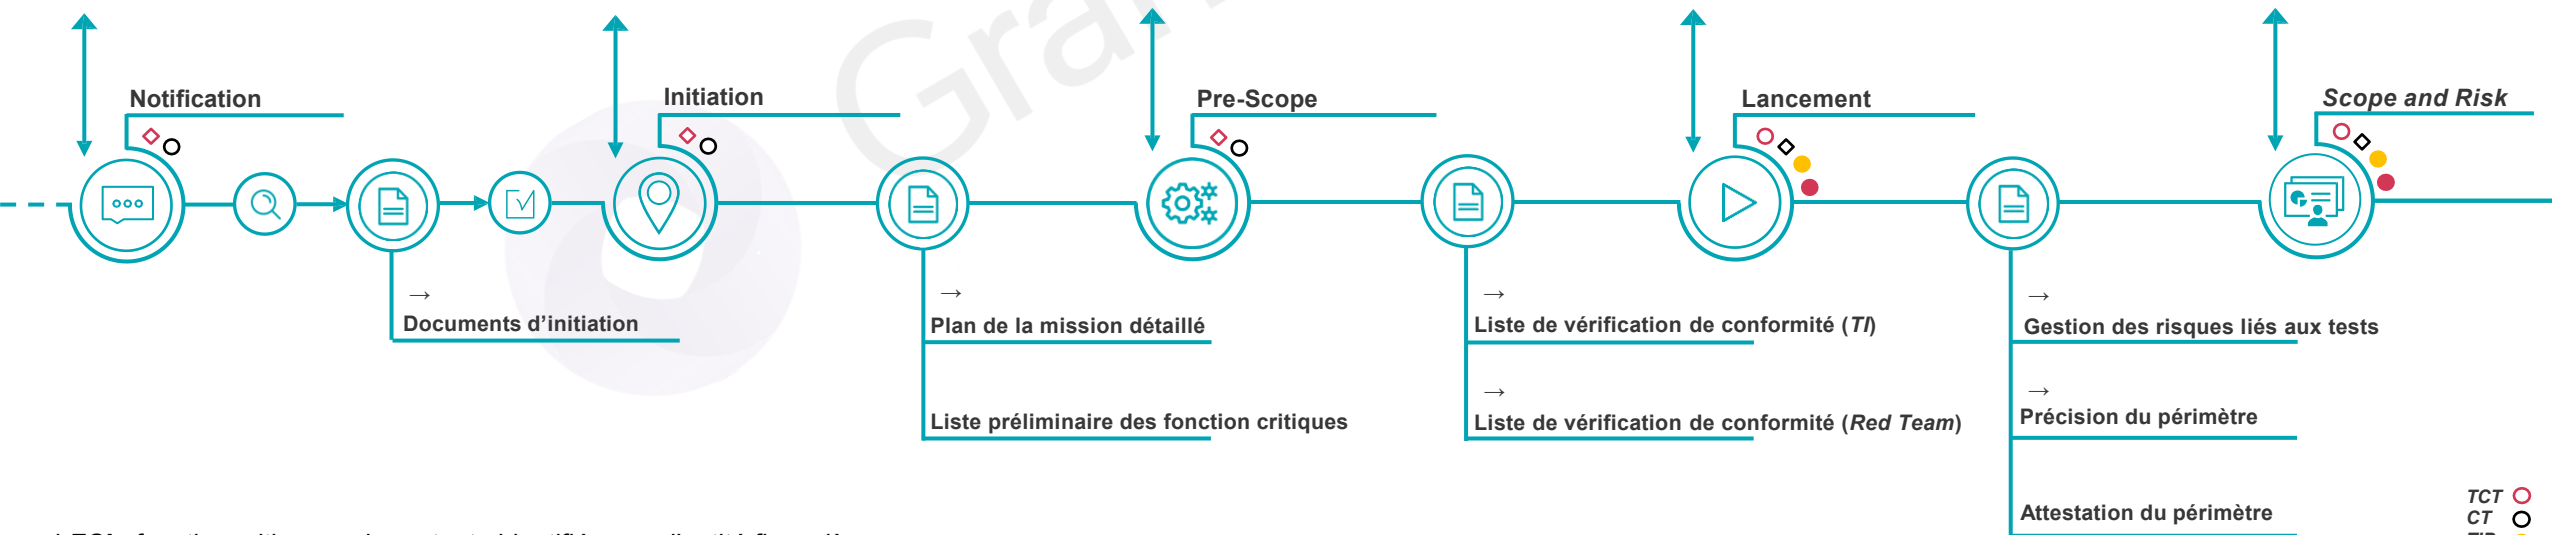 Notification
Initiation
Pre-Scope
Lancement
Scope and Risk
→
Documents d'initiation
→
Plan de la mission détaillé
Liste préliminaire des fonction critiques
→
Liste de vérification de conformité (TI)
→
Liste de vérification de conformité (Red Team)
→
Gestion des risques liés aux tests
→
Précision du périmètre
Attestation du périmètre
TCT
CT